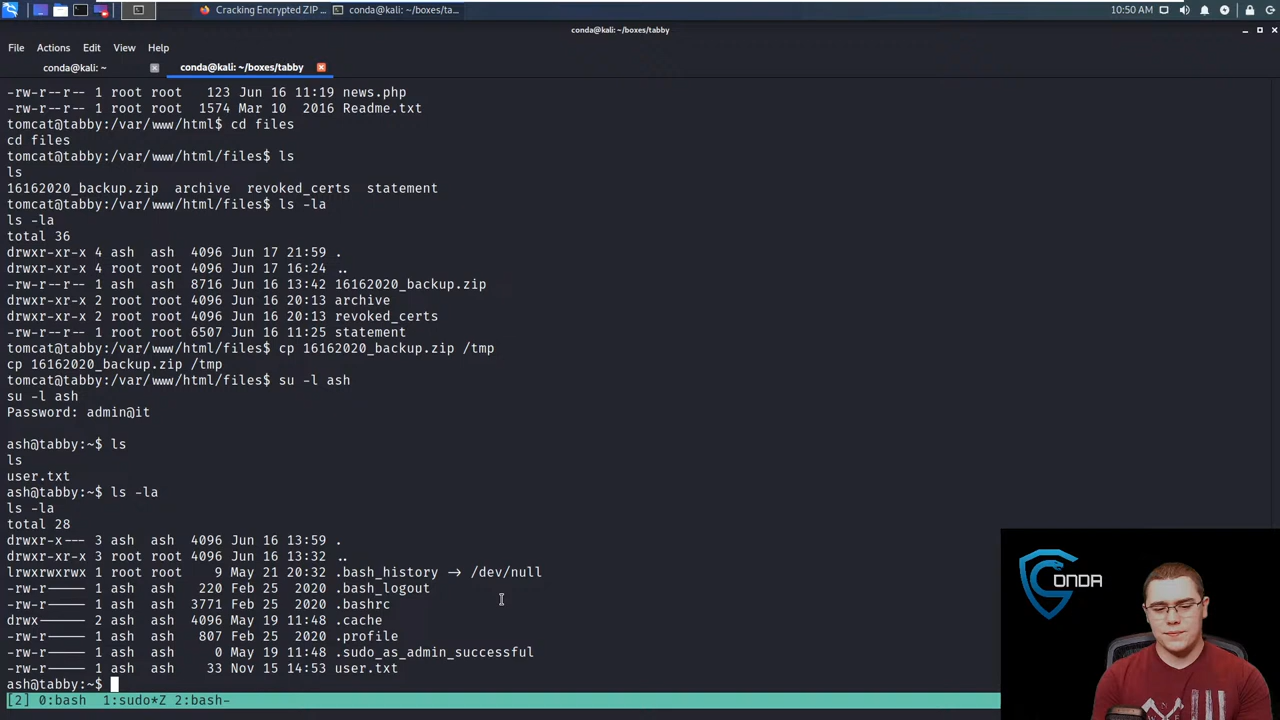 Cracking Encrypted ZIP ...
conda@kali: ~/boxes/ta...
10:50 AM
conda@kali: ~/boxes/tabby
File Actions Edit View Help
conda@kali: ~
conda@kali: ~/boxes/tabby
-rw-r--r-- 1 root root 123 Jun 16 11:19 news.php
-rw-r--r-- 1 root root 1574 Mar 10 2016 Readme.txt
tomcat@tabby:/var/www/html$ cd files
cd files
tomcat@tabby:/var/www/html/files$ ls
ls
16162020_backup.zip archive revoked_certs statement
tomcat@tabby:/var/www/html/files$ ls -la
ls -la
total 36
drwxr-xr-x 4 ash ash 4096 Jun 17 21:59 .
drwxr-xr-x 4 root root 4096 Jun 17 16:24 ..
-rw-r--r-- 1 ash ash 8716 Jun 16 13:42 16162020_backup.zip
drwxr-xr-x 2 root root 4096 Jun 16 20:13 archive
drwxr-xr-x 2 root root 4096 Jun 16 20:13 revoked_certs
-rw-r--r-- 1 root root 6507 Jun 16 11:25 statement
tomcat@tabby:/var/www/html/files$ cp 16162020_backup.zip /tmp
cp 16162020_backup.zip /tmp
tomcat@tabby:/var/www/html/files$ su -l ash
su -l ash
Password: admin@it
ash@tabby:~$ ls
ls
user.txt
ash@tabby:~$ ls -la
ls -la
total 28
drwxr-x--- 3 ash ash 4096 Jun 16 13:59 .
drwxr-xr-x 3 root root 4096 Jun 16 13:32 ..
lrwxrwxrwx 1 root root 9 May 21 20:32 .bash_history -> /dev/null
-rw-r----- 1 ash ash 220 Feb 25 2020 .bash_logout
-rw-r----- 1 ash ash 3771 Feb 25 2020 .bashrc
drwx------ 2 ash ash 4096 May 19 11:48 .cache
-rw-r----- 1 ash ash 807 Feb 25 2020 .profile
-rw-r----- 1 ash ash 0 May 19 11:48 .sudo_as_admin_successful
-rw-r----- 1 ash ash 33 Nov 15 14:53 user.txt
ash@tabby:~$
[2] 0:bash 1:sudo*Z 2:bash-
CONDA